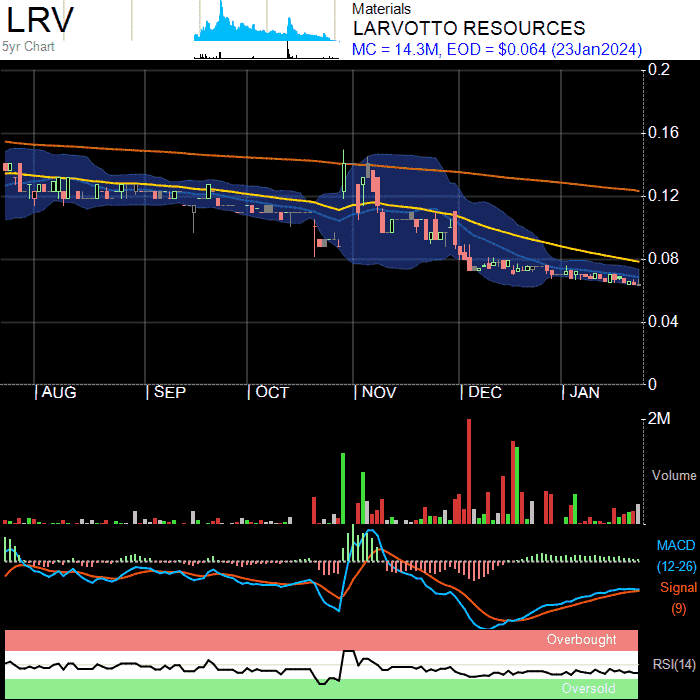 LRV
5yr Chart
Materials
LARVOTTO RESOURCES
MC = 14.3M, EOD = $0.064 (23Jan2024)
0.2
0.16
0.12
0.08
0.04
0
AUG SEP OCT NOV DEC JAN
2M
Volume
MACD
(12-26)
Signal
(9)
Overbought
RSI(14)
Oversold